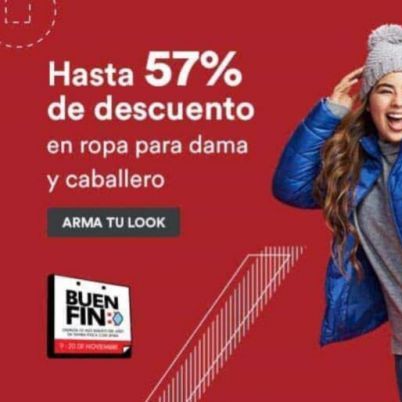 Hasta 57%
de descuento
en ropa para dama
y caballero
ARMA TU LOOK
BUEN
FIN
9 - 20 DE NOVIEMBRE